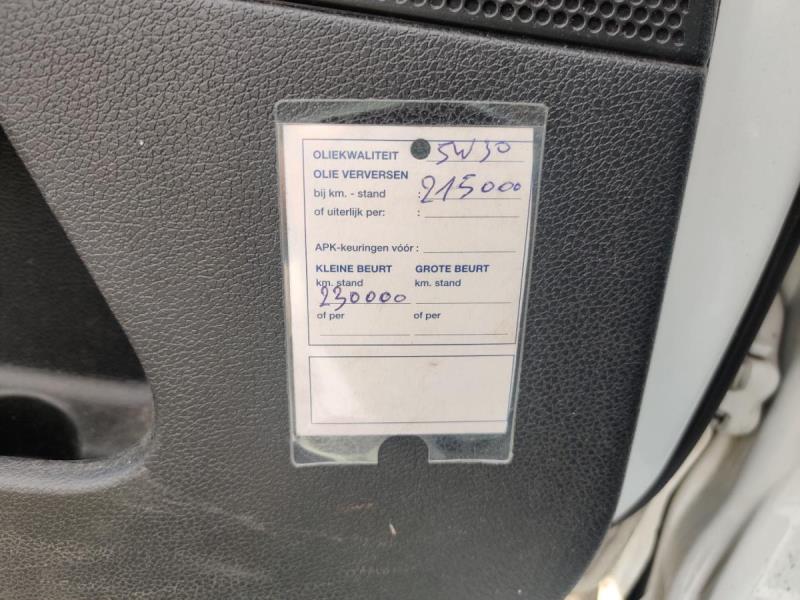 OLIEKWALITEIT 5W30
OLIE VERVERSEN
bij km. - stand : 215000
of uiterlijk per: :
APK-keuringen vóór :
KLEINE BEURT GROTE BEURT
km. stand km. stand
230000
of per of per